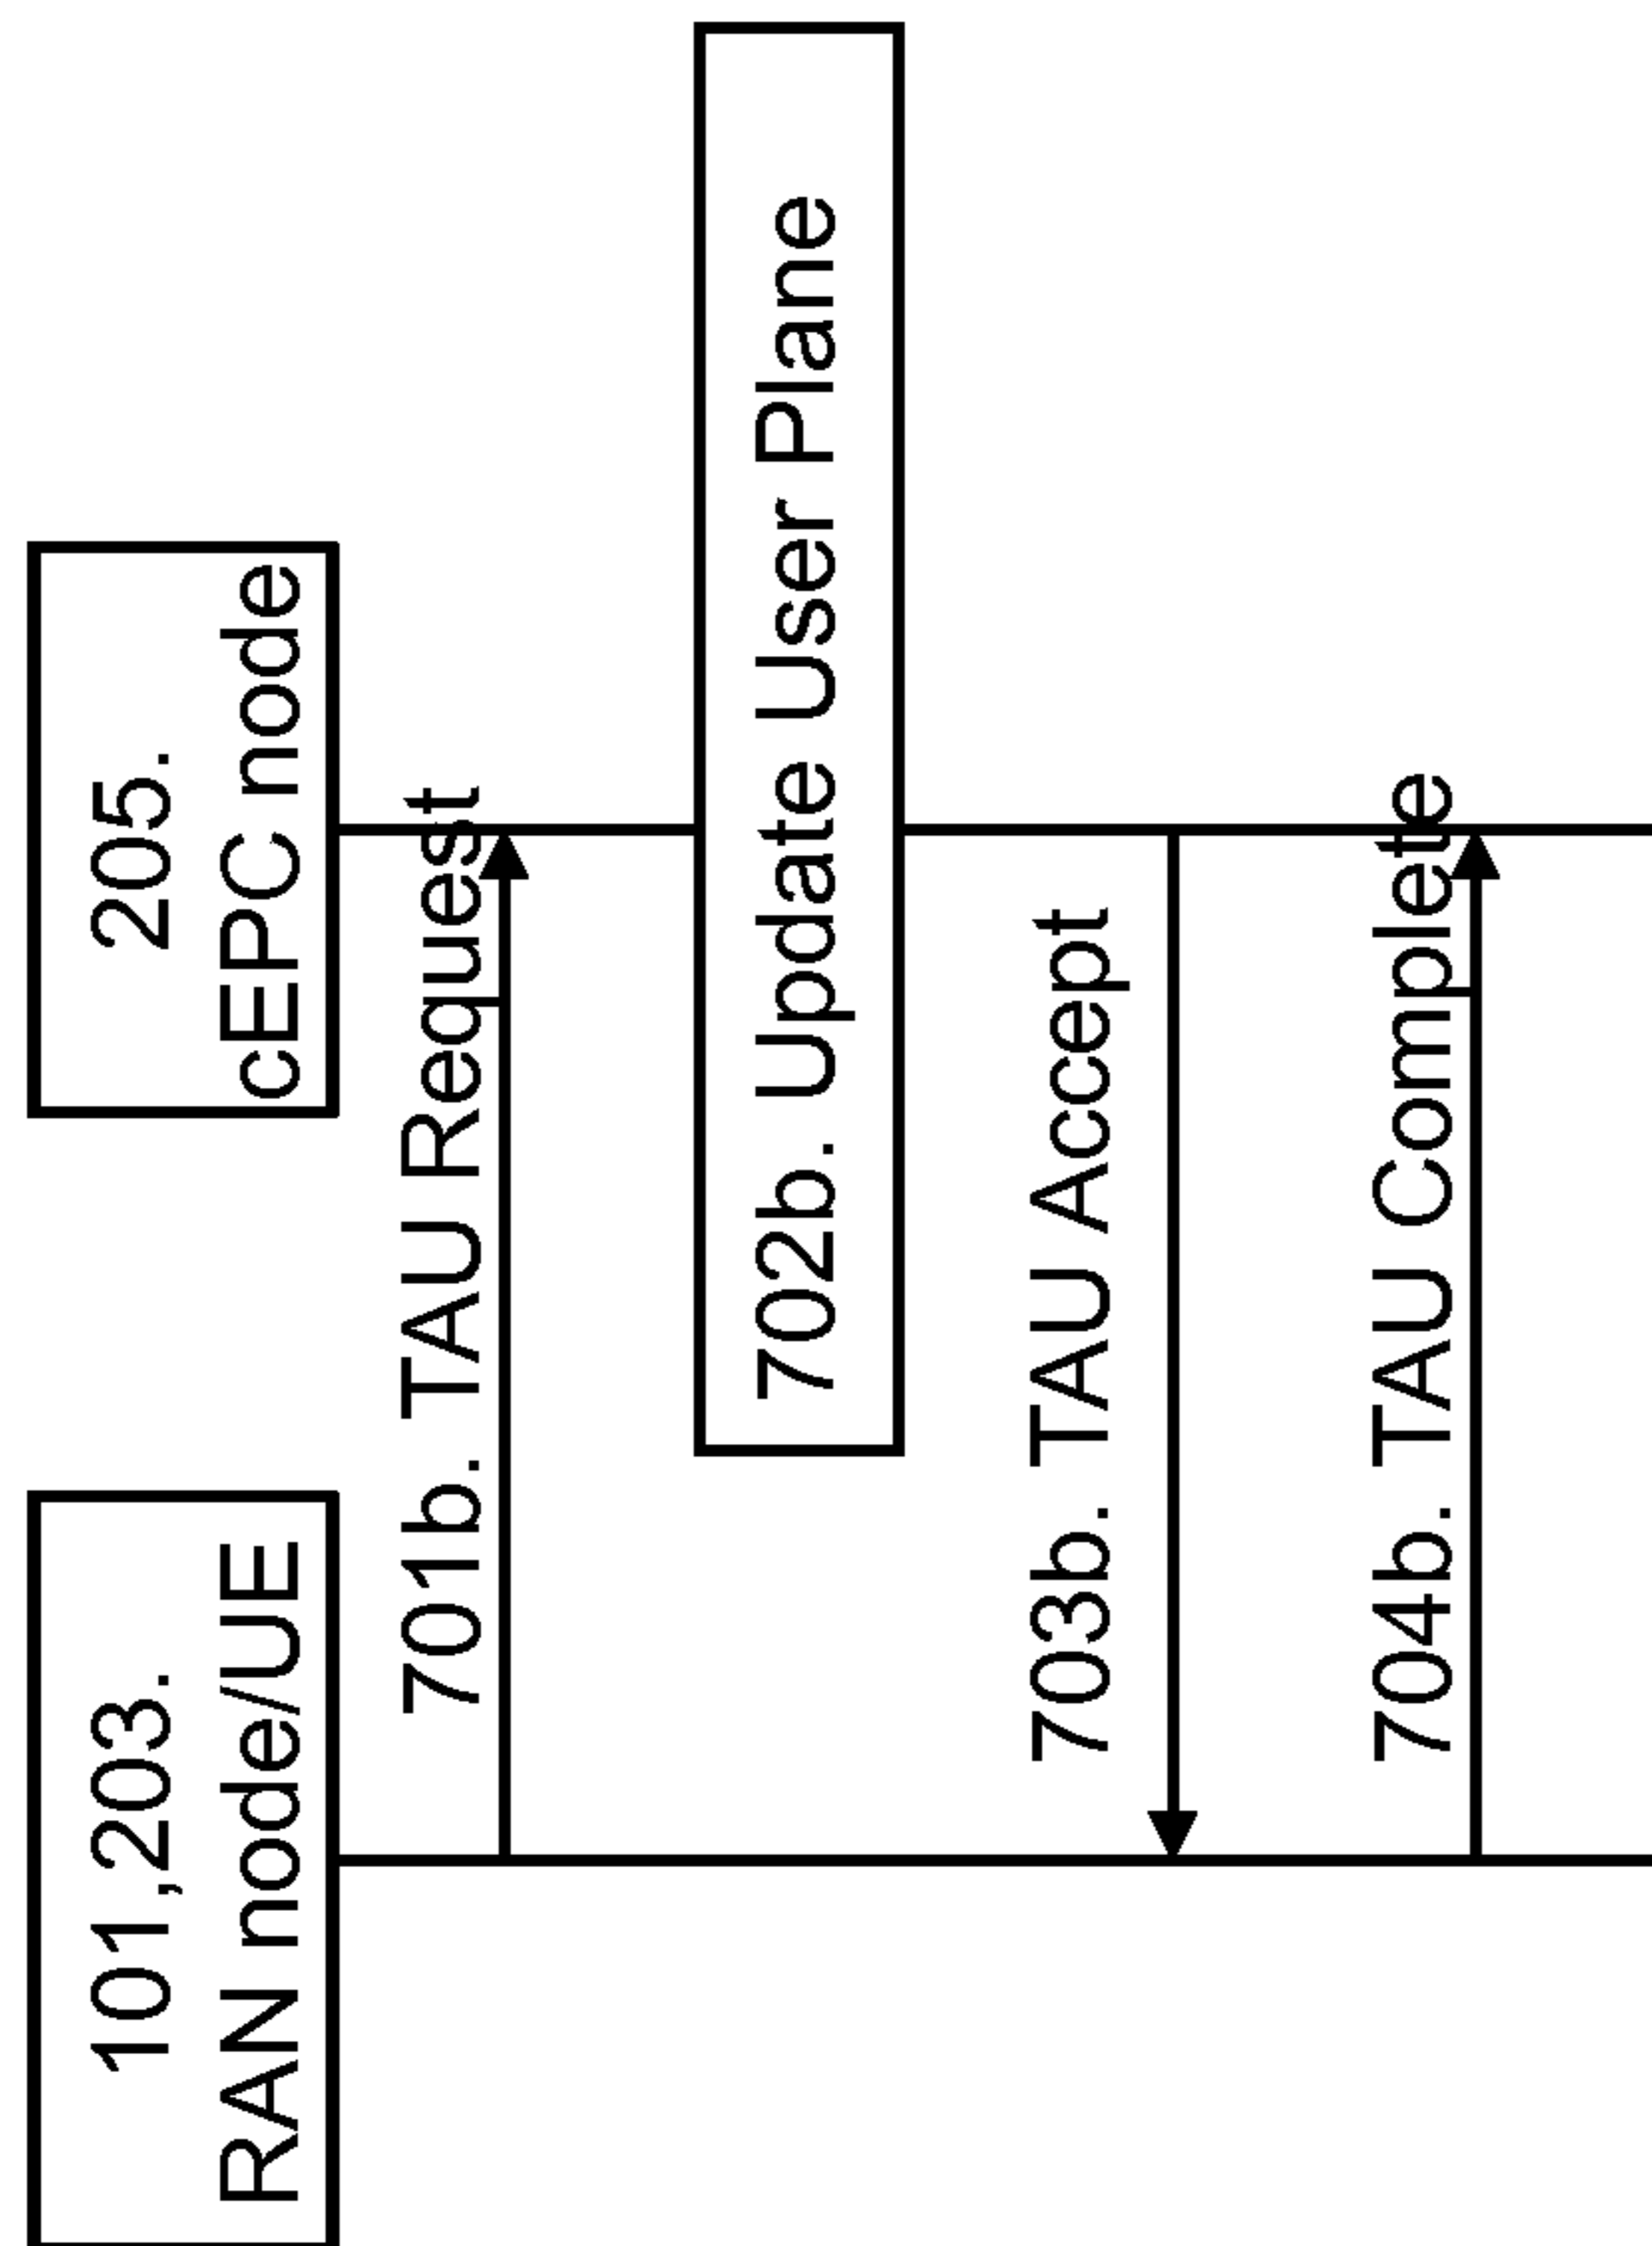 101,203.
RAN node/UE
205.
cEPC node
701b. TAU Request
702b. Update User Plane
703b. TAU Accept
704b. TAU Complete